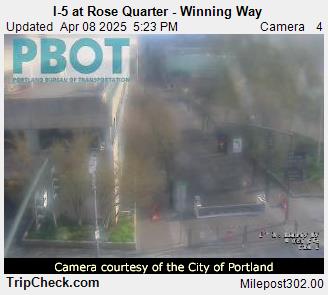 I-5 at Rose Quarter - Winning Way
Updated Apr 08 2025 5:23 PM Camera 4
PBOT
PORTLAND BUREAU OF TRANSPORTATION
Camera courtesy of the City of Portland
TripCheck.com Milepost302.00